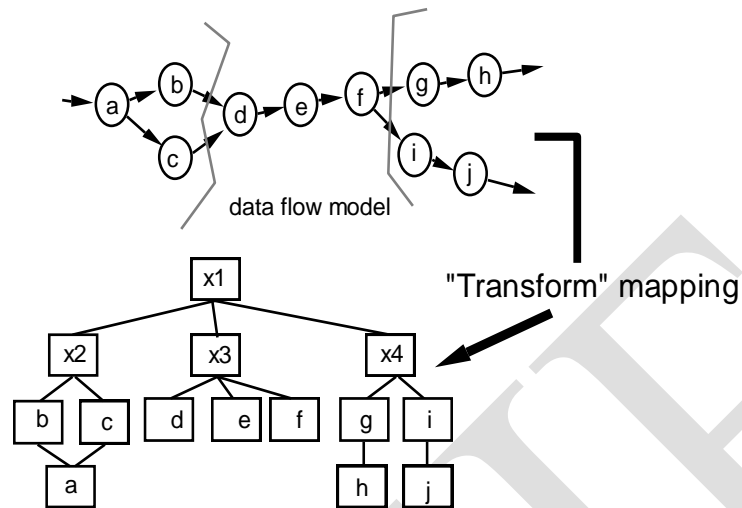 a
b
c
d
e
f
g
h
i
j
data flow model
"Transform" mapping
x1
x2
x3
x4
b
c
d
e
f
g
i
a
h
j